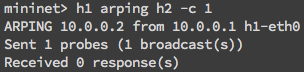 mininet> h1 arping h2 -c 1
ARPING 10.0.0.2 from 10.0.0.1 h1-eth0
Sent 1 probes (1 broadcast(s))
Received 0 response(s)